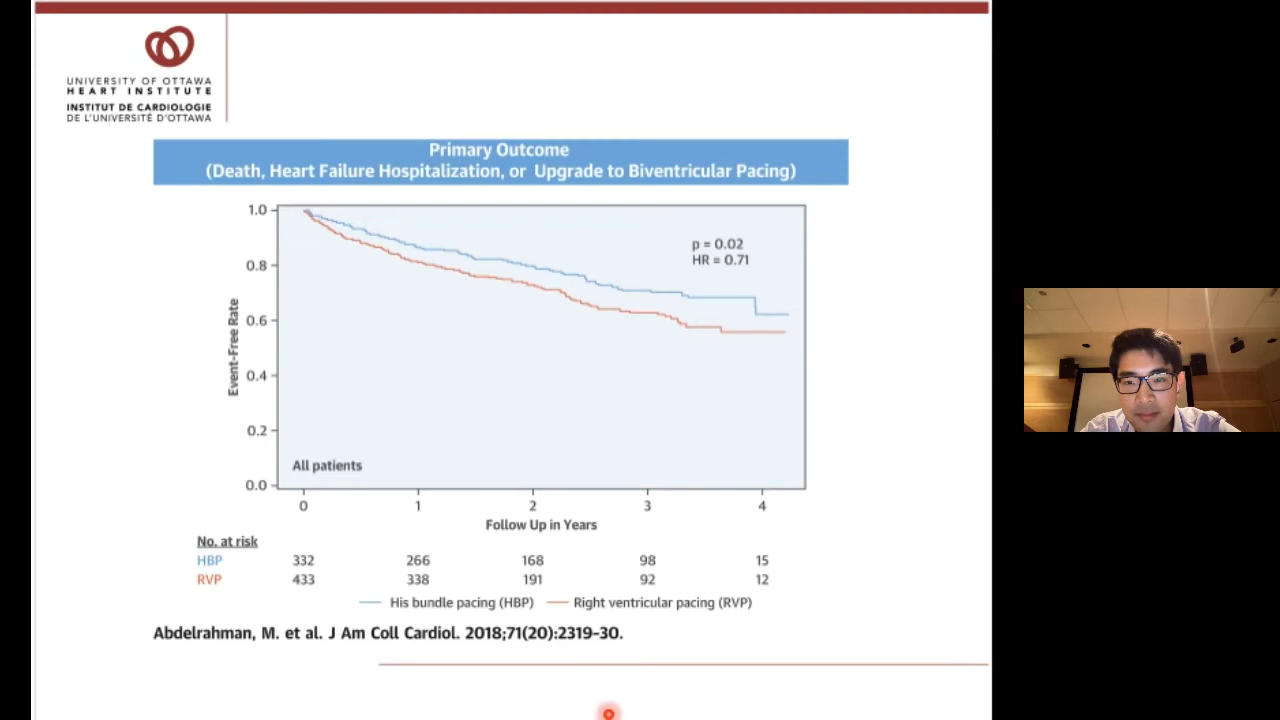 UNIVERSITY OF OTTAWA
HEART INSTITUTE
INSTITUT DE CARDIOLOGIE
DE L'UNIVERSITÉ D'OTTAWA
Primary Outcome
(Death, Heart Failure Hospitalization, or Upgrade to Biventricular Pacing)
1.0
0.8
0.6
0.4
0.2
0.0
Event-Free Rate
p = 0.02
HR = 0.71
All patients
0 1 2 3 4
Follow Up in Years
No. at risk
HBP 332 266 168 98 15
RVP 433 338 191 92 12
His bundle pacing (HBP) Right ventricular pacing (RVP)
Abdelrahman, M. et al. J Am Coll Cardiol. 2018;71(20):2319-30.